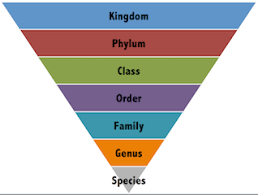 Kingdom
Phylum
Class
Order
Family
Genus
Species